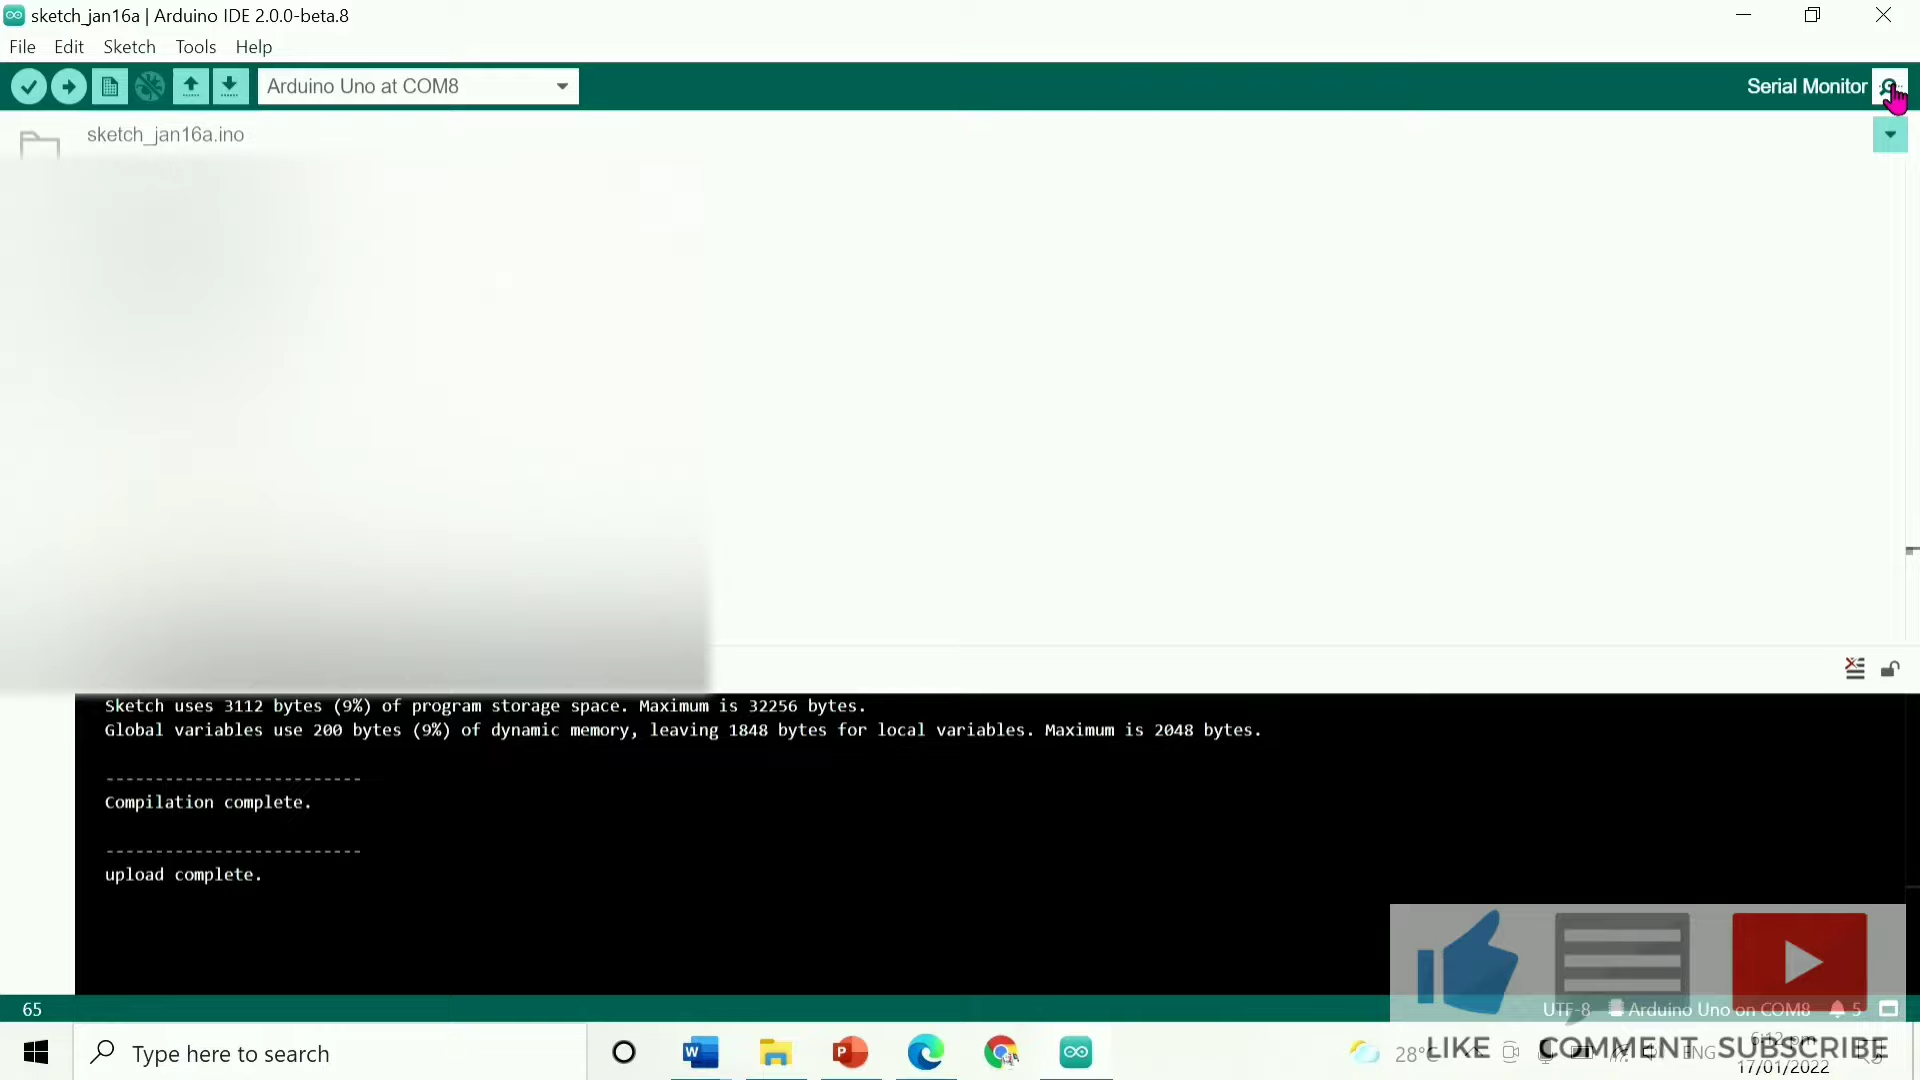 sketch_jan16a | Arduino IDE 2.0.0-beta.8
File Edit Sketch Tools Help
Arduino Uno at COM8
Serial Monitor
sketch_jan16a.ino
Sketch uses 3112 bytes (9%) of program storage space. Maximum is 32256 bytes.
Global variables use 200 bytes (9%) of dynamic memory, leaving 1848 bytes for local variables. Maximum is 2048 bytes.
--------------------------
Compilation complete.
--------------------------
upload complete.
65
UTF-8 Arduino Uno on COM8 5
Type here to search
28°C
LIKE COMMENT SUBSCRIBE
ENG
6:12 pm
17/01/2022